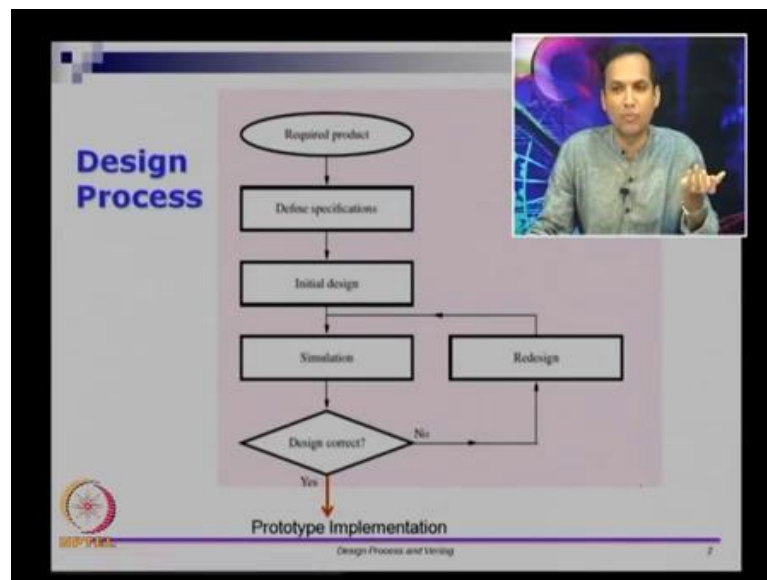 Design
Process
Required product
Define specifications
Initial design
Simulation
Redesign
Design correct?
No
Yes
Prototype Implementation
NPTEL
Design Process and Verilog